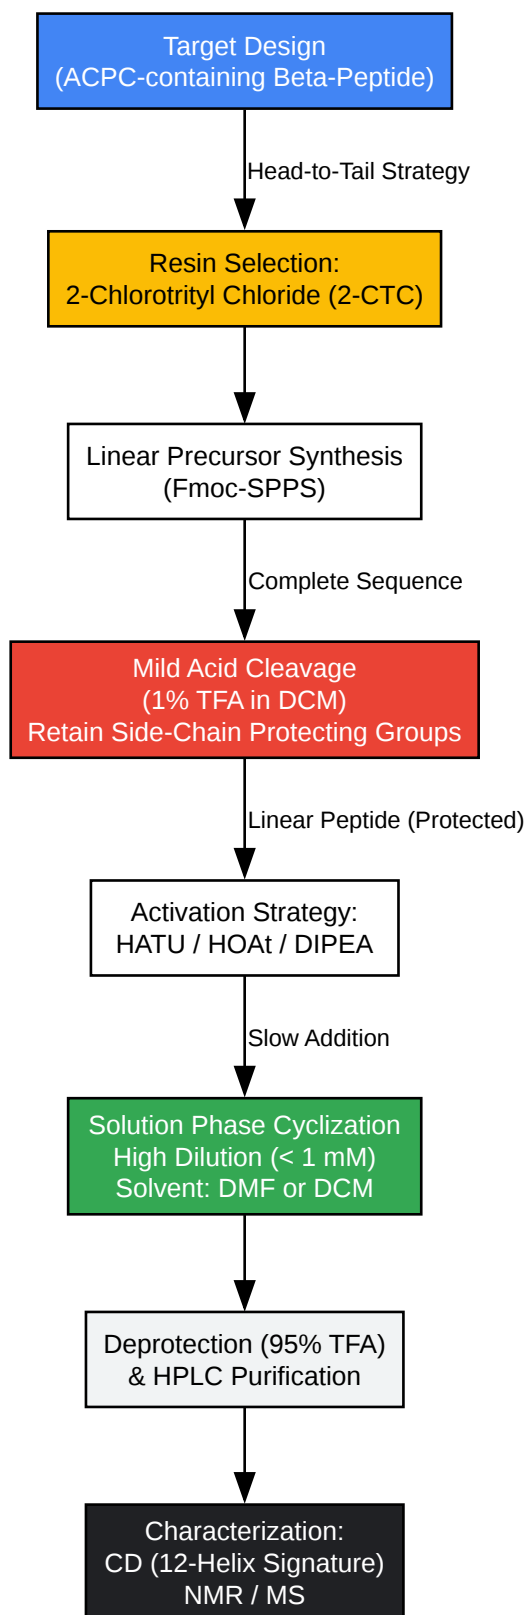 Target Design
(ACPC-containing Beta-Peptide)
Head-to-Tail Strategy
Resin Selection:
2-Chlorotrityl Chloride (2-CTC)
Linear Precursor Synthesis
(Fmoc-SPPS)
Complete Sequence
Mild Acid Cleavage
(1% TFA in DCM)
Retain Side-Chain Protecting Groups
Linear Peptide (Protected)
Activation Strategy:
HATU / HOAt / DIPEA
Slow Addition
Solution Phase Cyclization
High Dilution (< 1 mM)
Solvent: DMF or DCM
Deprotection (95% TFA)
& HPLC Purification
Characterization:
CD (12-Helix Signature)
NMR / MS